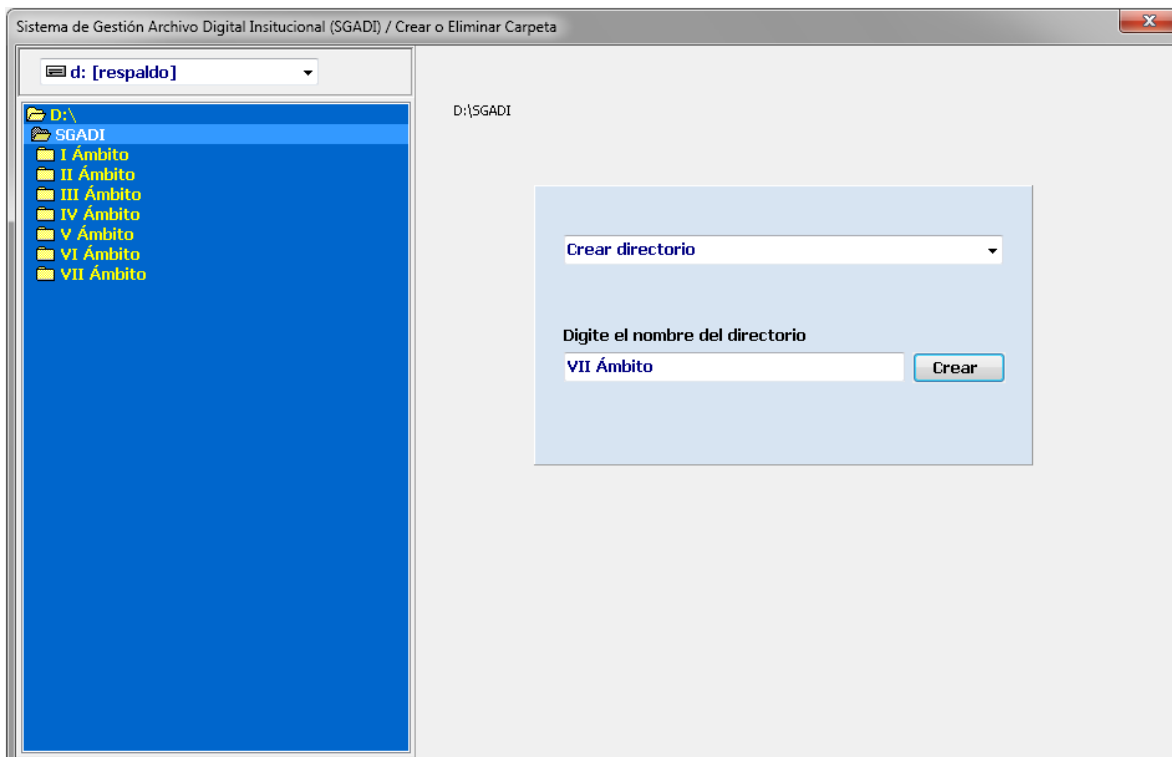 Sistema de Gestión Archivo Digital Insitucional (SGADI) / Crear o Eliminar Carpeta
d: [respaldo]
D:\
SGADI
I Ámbito
II Ámbito
III Ámbito
IV Ámbito
V Ámbito
VI Ámbito
VII Ámbito
D:\SGADI
Crear directorio
Digite el nombre del directorio
VII Ámbito
Crear